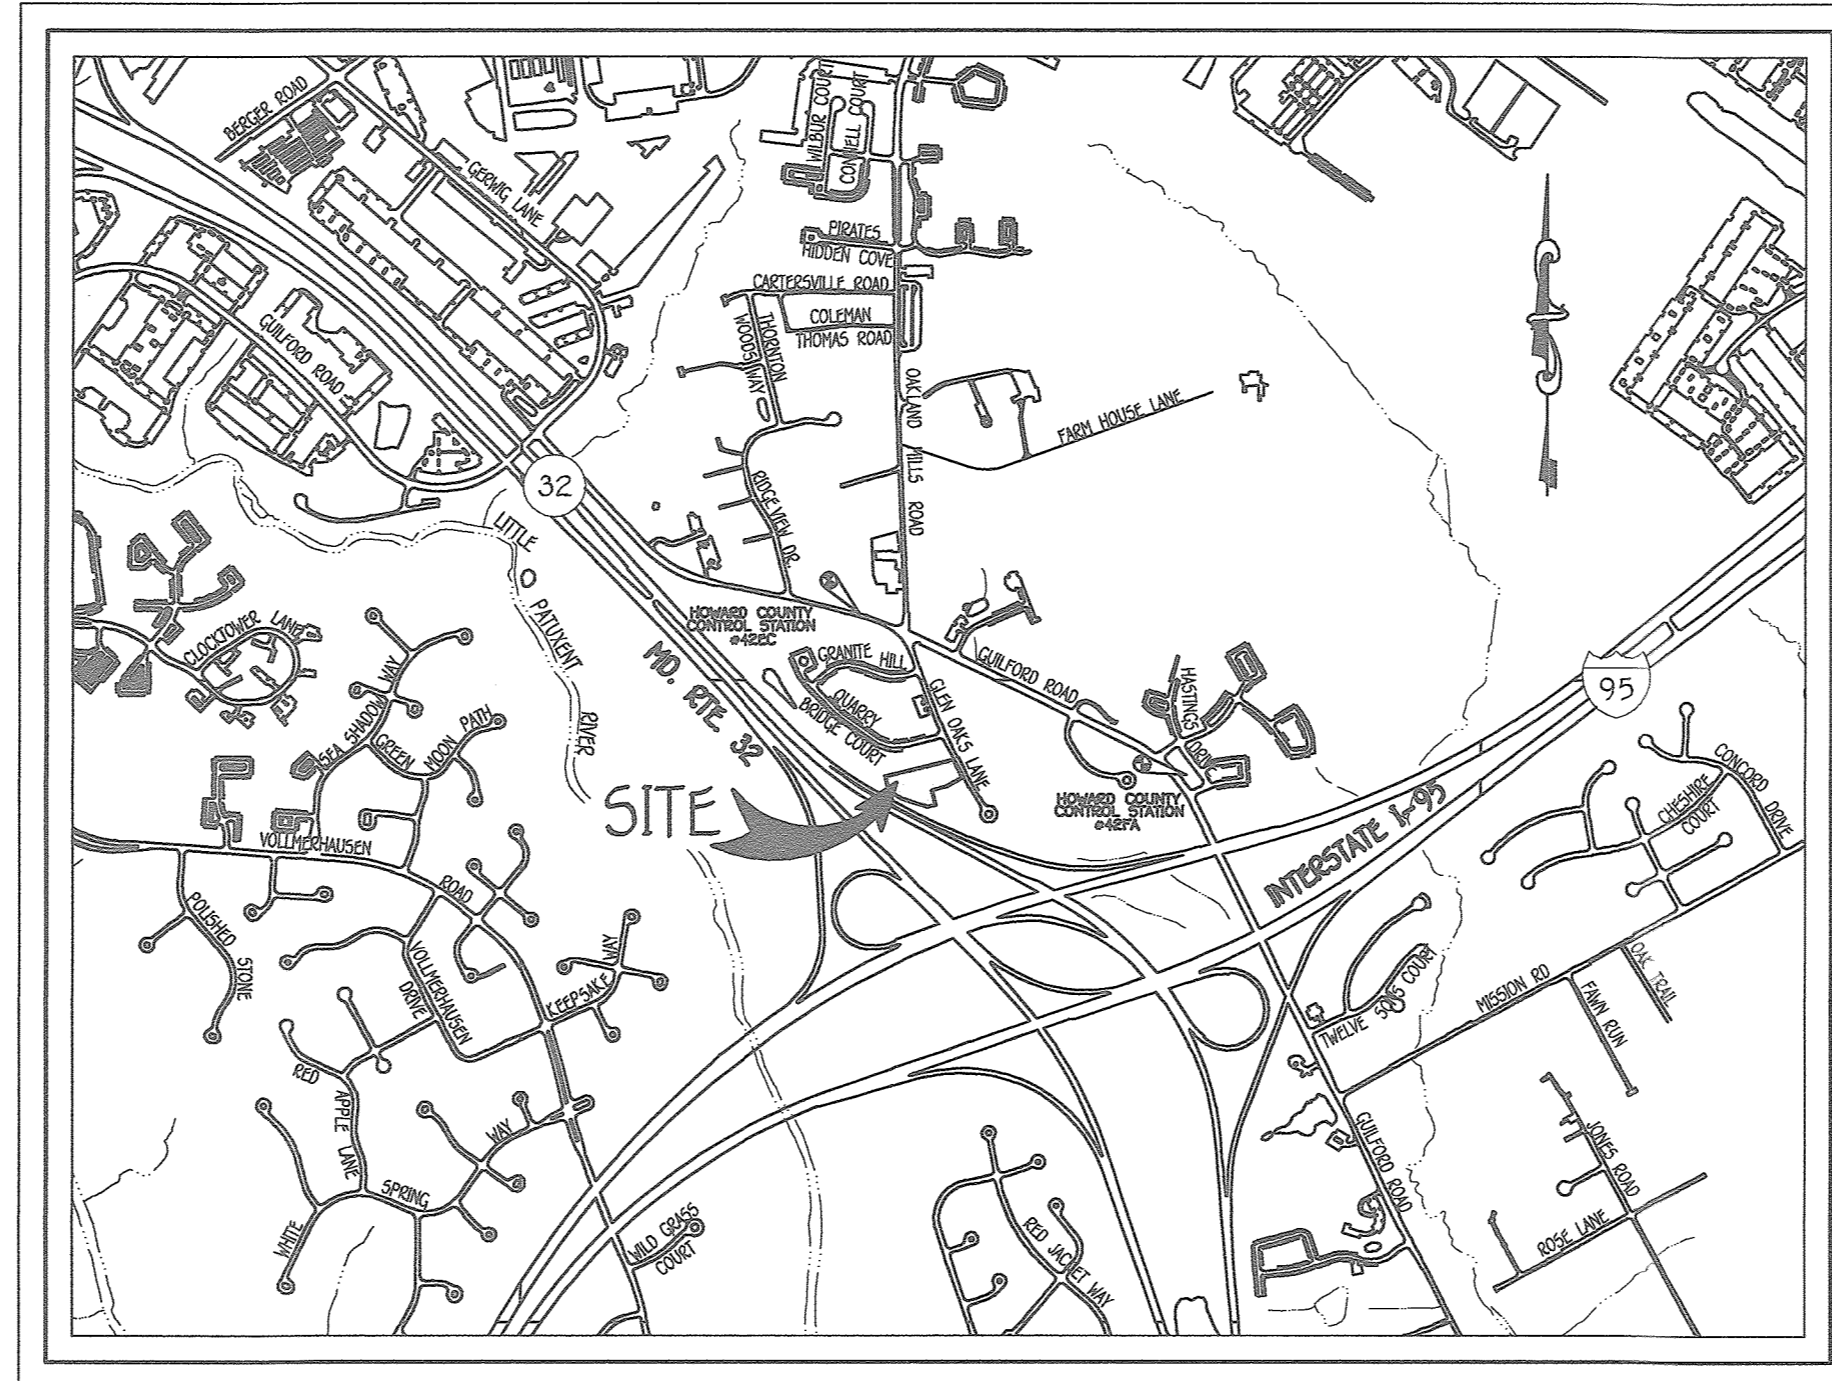 BERGER ROAD
GERWIG LANE
WILBUR COURT
CONNELL COURT
PIRATES
HIDDEN COVE
CARTERSVILLE ROAD
COLEMAN
THOMAS ROAD
THORNTON
WOODS WAY
GUILFORD ROAD
OAKLAND MILLS ROAD
FARM HOUSE LANE
RIDGEVIEW DR.
32
LITTLE
PATUXENT
RIVER
HOWARD COUNTY
CONTROL STATION
#42EC
MD. RTE. 32
GRANITE HILL
QUARRY
BRIDGE COURT
GLEN OAKS LANE
GUILFORD ROAD
HASTINGS
DRIVE
HOWARD COUNTY
CONTROL STATION
#42FA
95
INTERSTATE I-95
CONCORD DRIVE
CHESHIRE
COURT
CLOCKTOWER LANE
SEA SHADOW
WAY
GREEN
MOON PATH
SITE
VOLLMERHAUSEN
ROAD
POLISHED
STONE
VOLLMERHAUSEN
DRIVE
KEEPSAKE
WAY
RED
APPLE LANE
WAY
SPRING
WHITE
WILD GRASS
COURT
RED JACKET WAY
TWELVE SONS COURT
MISSION RD
OAK TRAIL
FAWN RUN
GUILFORD ROAD
JONES ROAD
ROSE LANE